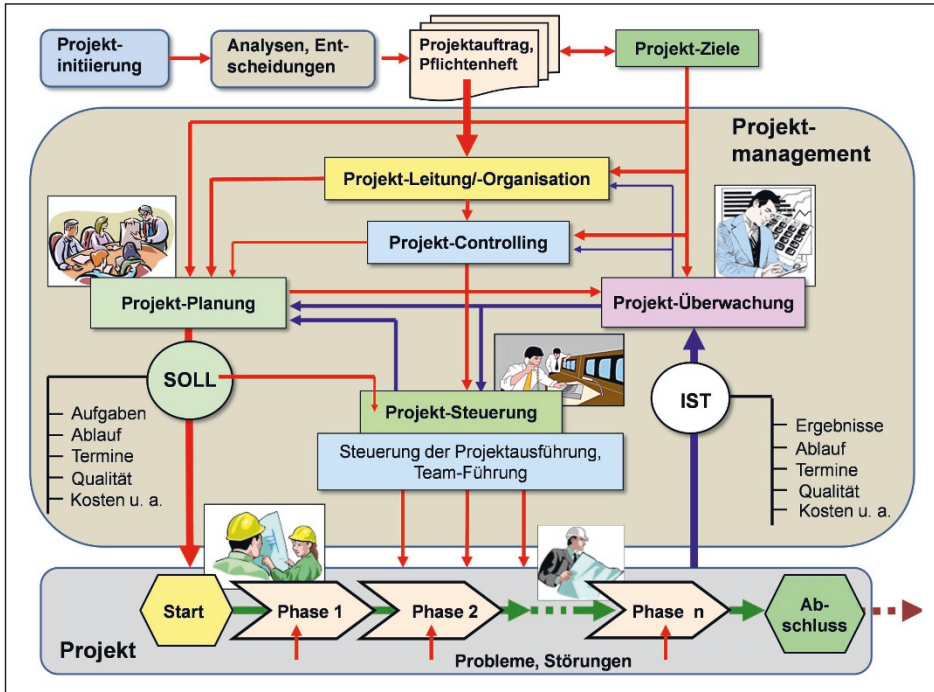 Projekt-
initiierung
Analysen, Ent-
scheidungen
Projektauftrag,
Pflichtenheft
Projekt-Ziele
Projekt-
management
Projekt-Leitung/-Organisation
Projekt-Controlling
Projekt-Planung
Projekt-Überwachung
SOLL
Aufgaben
Ablauf
Termine
Qualität
Kosten u. a.
Projekt-Steuerung
Steuerung der Projektausführung,
Team-Führung
IST
Ergebnisse
Ablauf
Termine
Qualität
Kosten u. a.
Start
Phase 1
Phase 2
Phase n
Ab-
schluss
Projekt
Probleme, Störungen